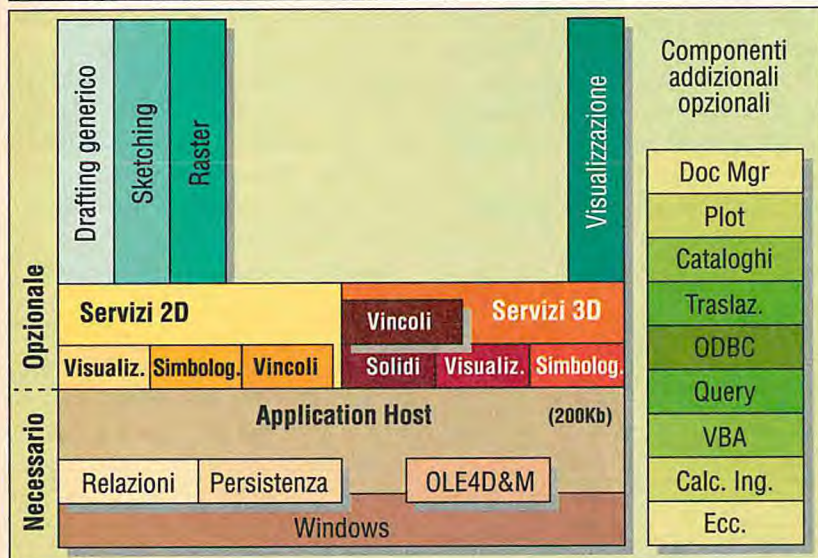 Drafting generico
Sketching
Raster
Visualizzazione
Componenti
addizionali
opzionali
Doc Mgr
Plot
Cataloghi
Traslaz.
ODBC
Query
VBA
Calc. Ing.
Ecc.
Opzionale
Servizi 2D
Vincoli
Servizi 3D
Visualiz.
Simbolog.
Vincoli
Solidi
Visualiz.
Simbolog.
Necessario
Application Host
(200Kb)
Relazioni
Persistenza
OLE4D&M
Windows